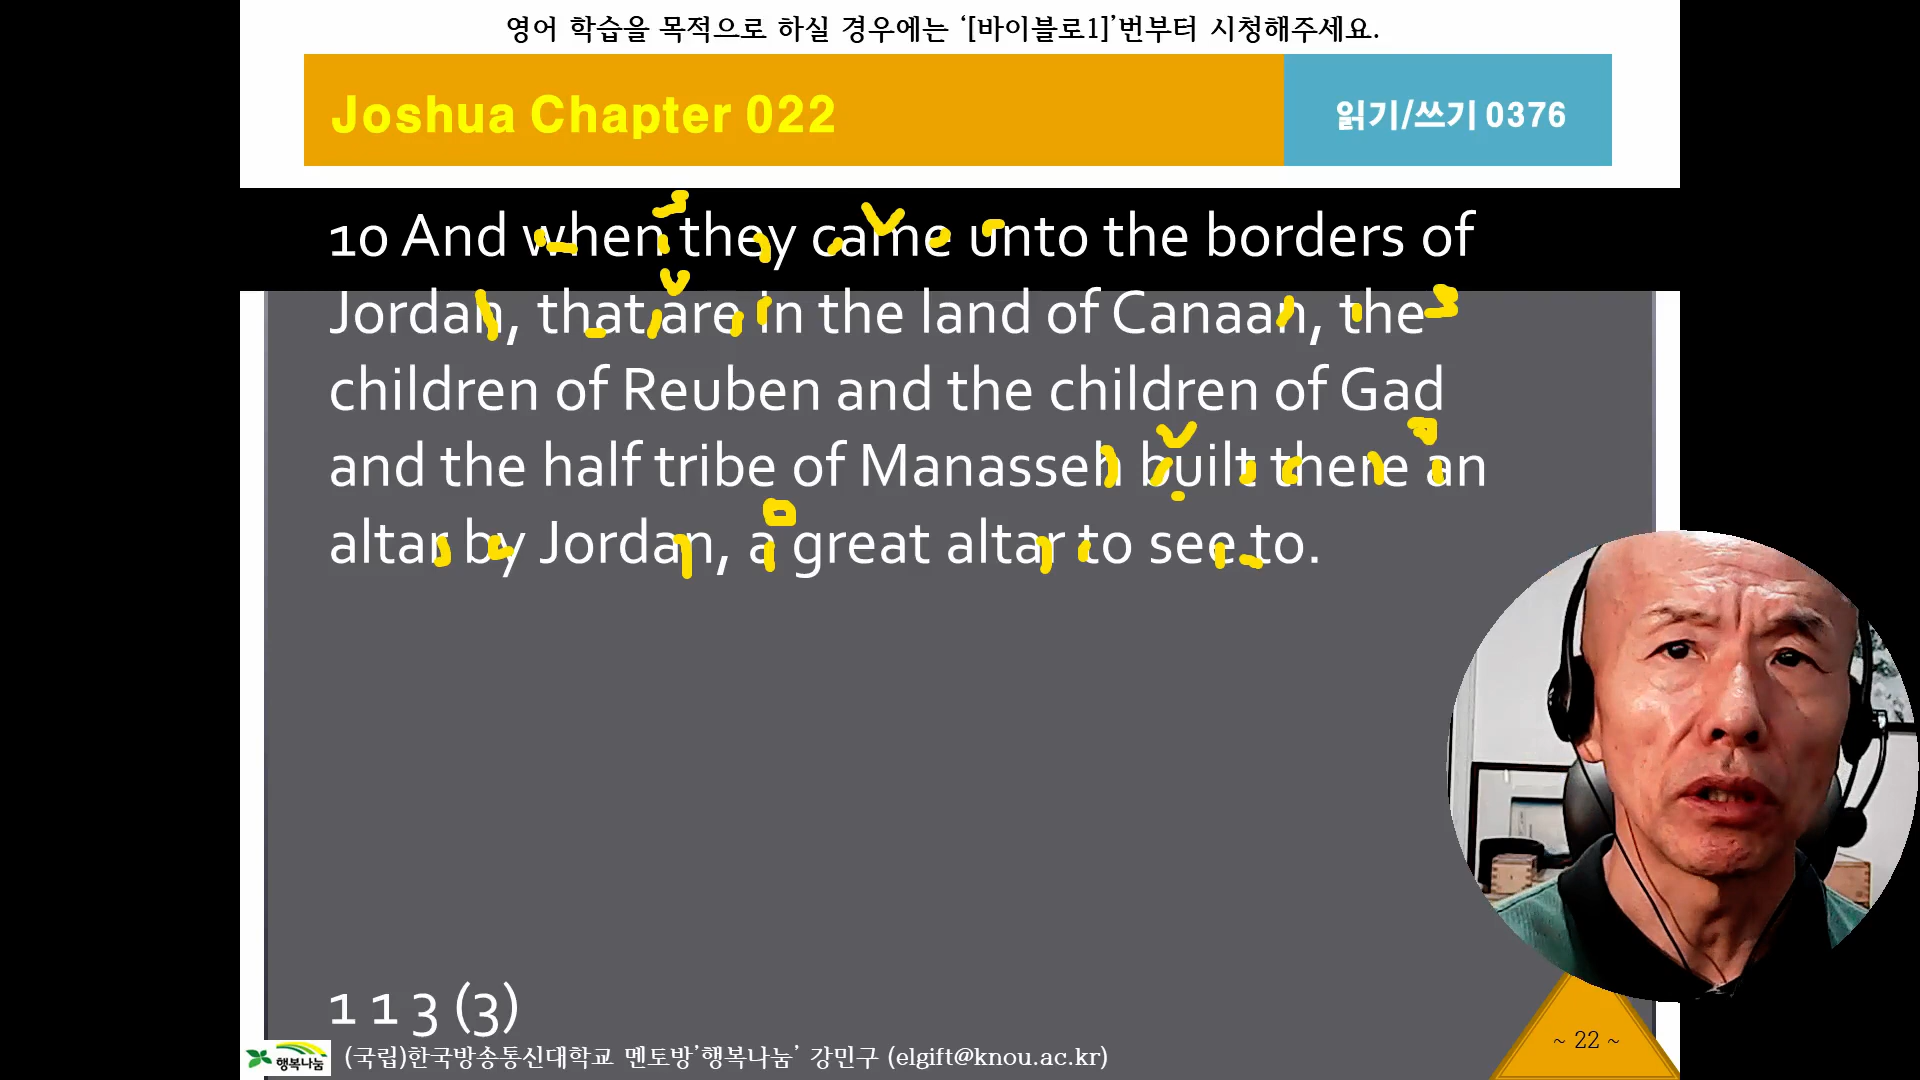 영어 학습을 목적으로 하실 경우에는 ‘[바이블로1]’번부터 시청해주세요.
Joshua Chapter 022
읽기/쓰기 0376
10 And when they came unto the borders of
Jordan, that are in the land of Canaan, the
children of Reuben and the children of Gad
and the half tribe of Manasseh built there an
altar by Jordan, a great altar to see to.
1 1 3 (3)
행복나눔
(국립)한국방송통신대학교 멘토방’행복나눔’ 강민구 (elgift@knou.ac.kr)
~ 22 ~